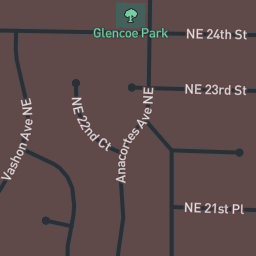 Glencoe Park
NE 24th St
NE 23rd St
NE 22nd Ct
Anacortes Ave NE
Vashon Ave NE
NE 21st Pl